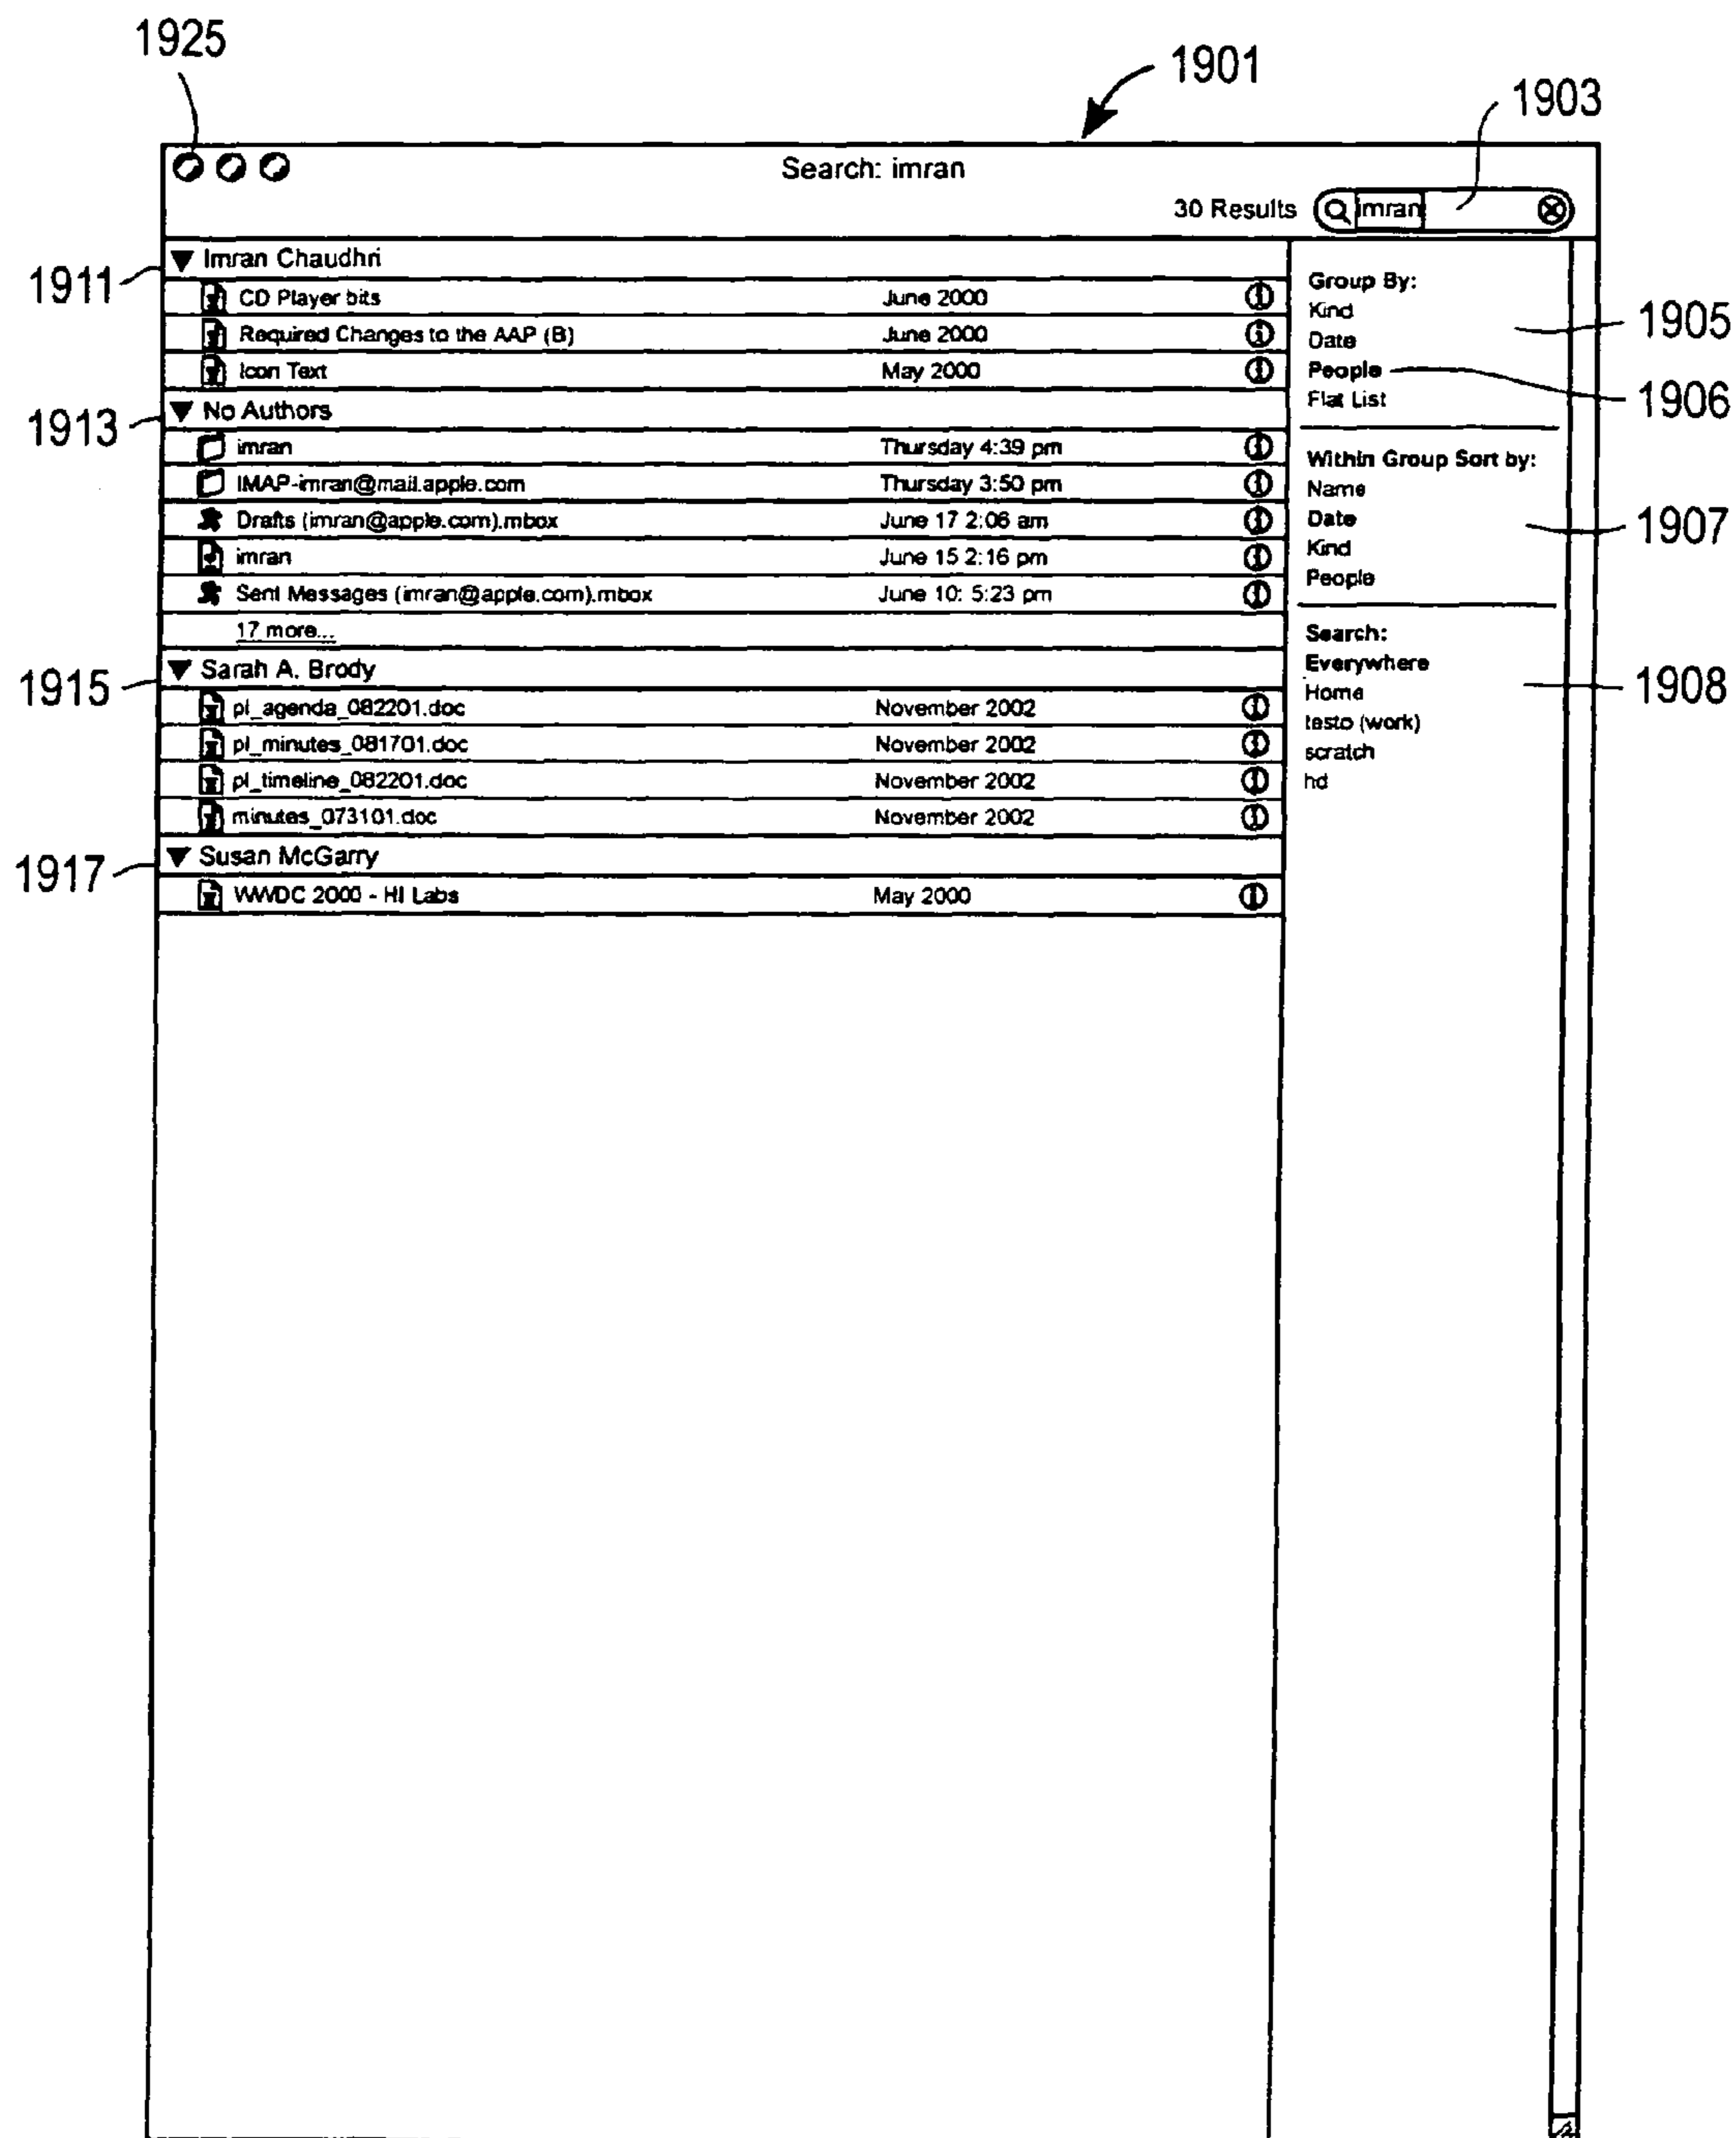 1925
1901
1903
Search: imran
30 Results imran
1911
Imran Chaudhri
CD Player bits June 2000
Required Changes to the AAP (B) June 2000
Icon Text May 2000
1913
No Authors
imran Thursday 4:39 pm
IMAP-imran@mail.apple.com Thursday 3:50 pm
Drafts (imran@apple.com).mbox June 17 2:06 am
imran June 15 2:16 pm
Sent Messages (imran@apple.com).mbox June 10: 5:23 pm
17 more...
1915
Sarah A. Brody
pl_agenda_082201.doc November 2002
pl_minutes_081701.doc November 2002
pl_timeline_082201.doc November 2002
minutes_073101.doc November 2002
1917
Susan McGarry
WWDC 2000 - HI Labs May 2000
Group By:
Kind
1905
Date
People
1906
Flat List
Within Group Sort by:
Name
Date
1907
Kind
People
Search:
Everywhere
Home
1908
testo (work)
scratch
hd